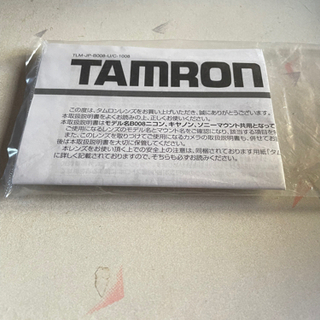 TLM-JP-B008-U/C-1008
TAMRON
この度は、タムロンレンズをお買い上げいただき、誠にありがとうございます。
本取扱説明書をよくお読みの上、正しくお使いください。
本取扱説明書はモデル名B008ニコン、キヤノン、ソニーマウント共用となって
ご使用になるレンズのモデル名とマウント名をご確認になり、該当する項目を
また、このレンズを取りつけてご使用になるカメラの取扱説明書も、併せて
後は本取扱説明書を大切に保管してください。
本レンズをお使い頂く上での安全上の注意は、同梱されております用紙「タム
に詳しく記載されておりますので、そちらも必ずお読みください。